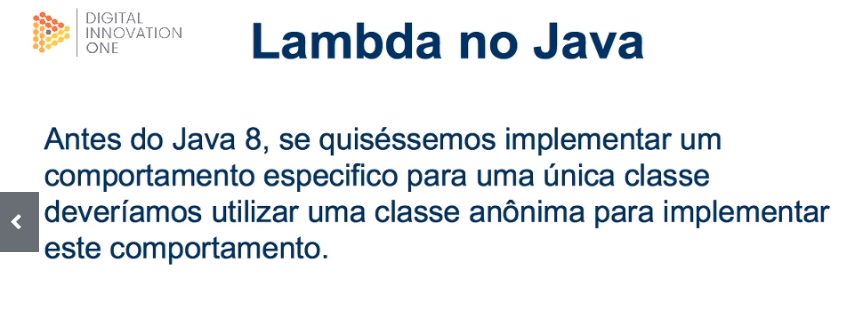 DIGITAL
INNOVATION
ONE
Lambda no Java
Antes do Java 8, se quiséssemos implementar um
comportamento especifico para uma única classe
deveríamos utilizar uma classe anônima para implementar
este comportamento.